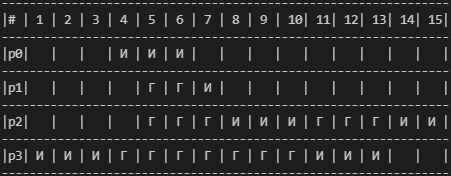 |# | 1 | 2 | 3 | 4 | 5 | 6 | 7 | 8 | 9 | 10| 11| 12| 13| 14| 15|
|p0|   |   |   | И | И | И |   |   |   |   |   |   |   |   |   |
|p1|   |   |   |   | Г | Г | И |   |   |   |   |   |   |   |   |
|p2|   |   |   |   | Г | Г | Г | И | И | И | Г | Г | Г | И | И |
|p3| И | И | И | Г | Г | Г | Г | Г | Г | Г | И | И | И |   |   |